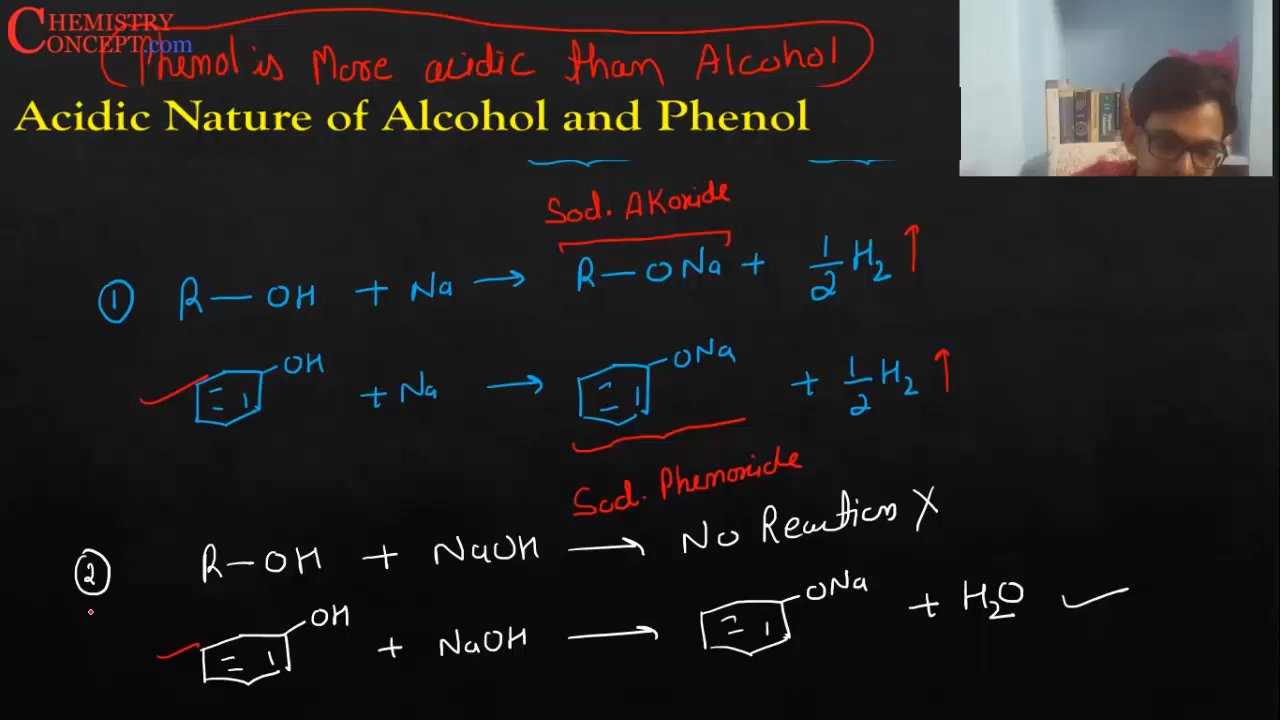 CHEMISTRY
CONCEPT.com
Phenol is More acidic than Alcohol
Acidic Nature of Alcohol and Phenol
Sod. AKoxide
① R—OH + Na → R—ONa + 1/2 H₂ ↑
OH + Na → ONa + 1/2 H₂ ↑
Sod. Phenoxide
② R—OH + NaOH → No Reaction X
OH + NaOH → ONa + H₂O ✓